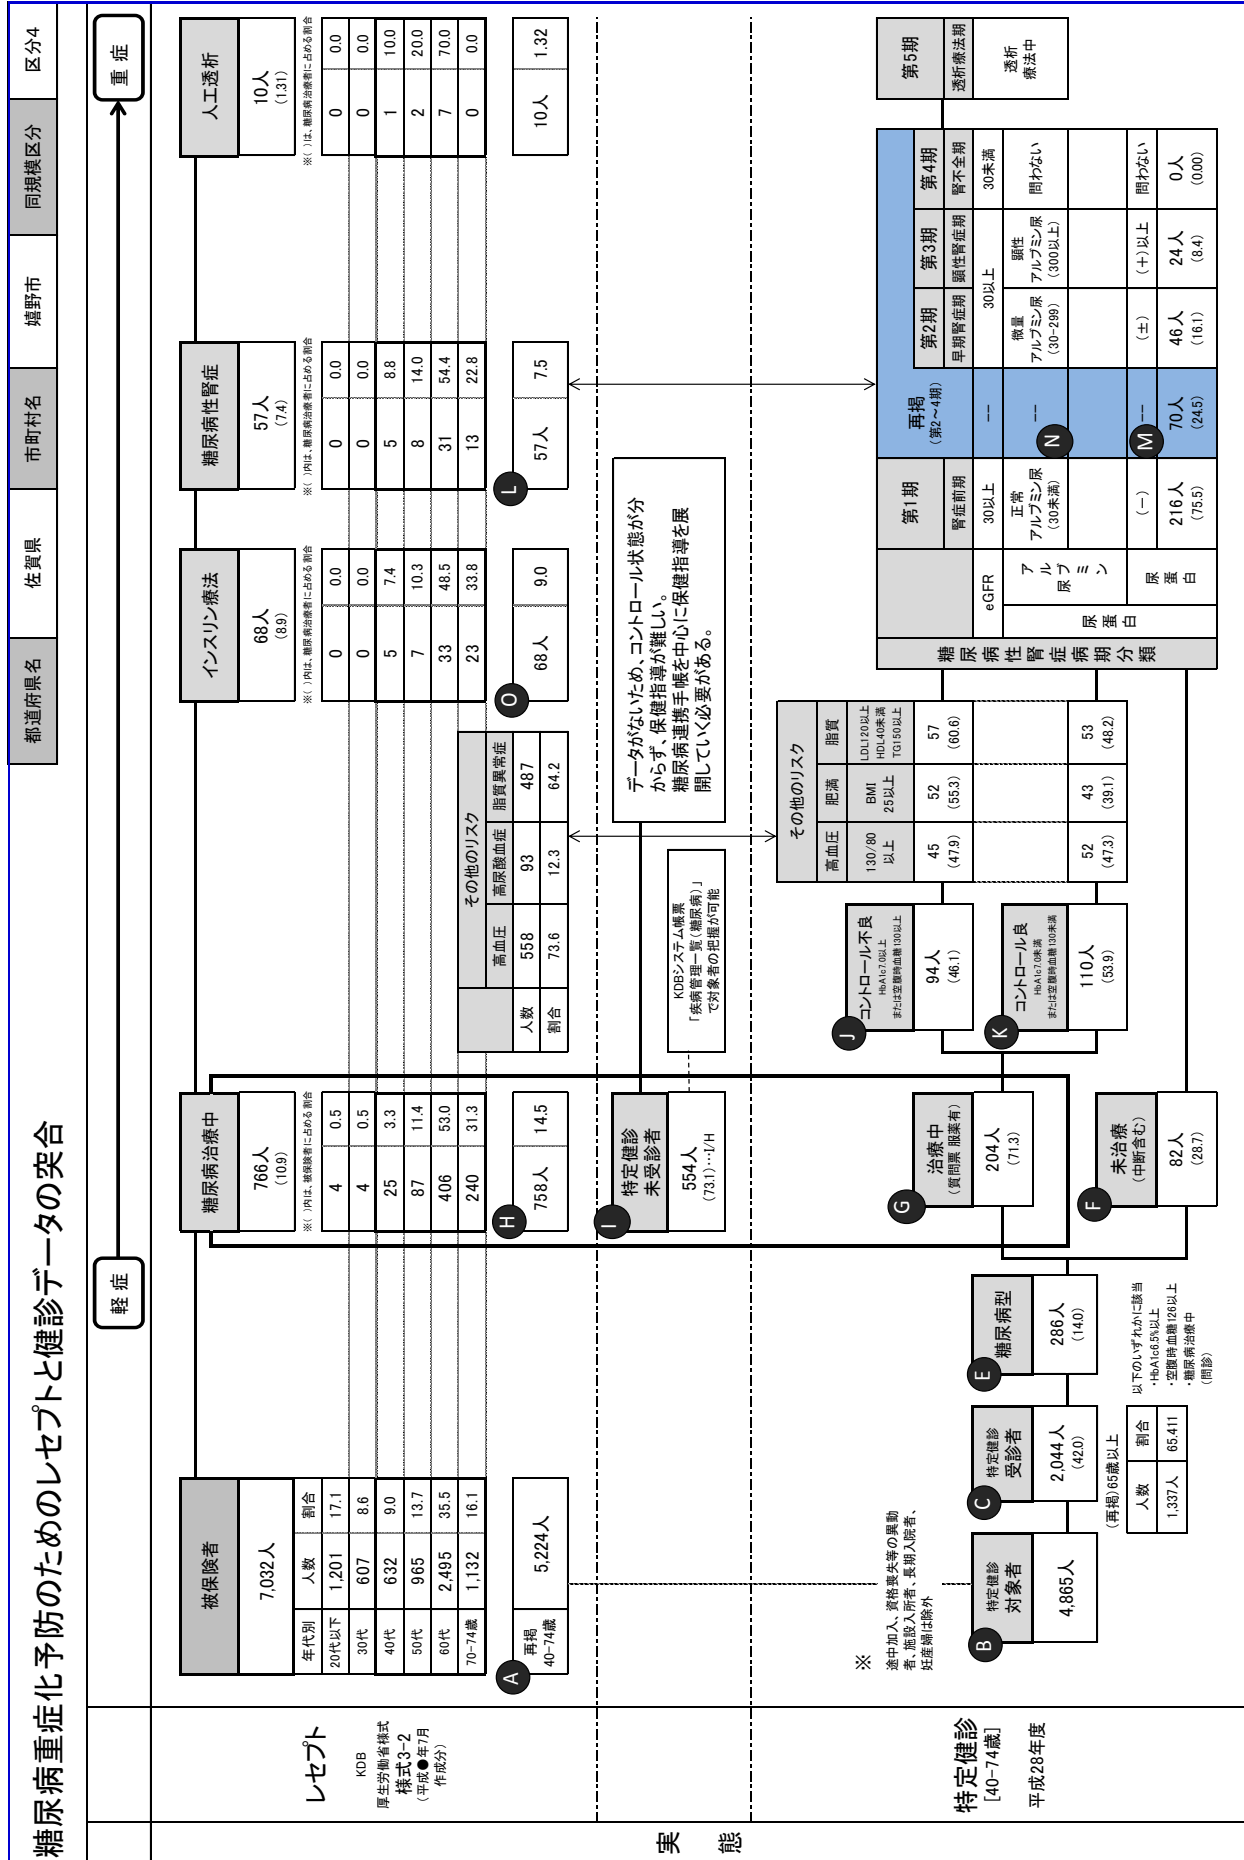 糖尿病重症化予防のためのレセプトと健診データの突合
都道府県名
佐賀県
市町村名
嬉野市
同規模区分
区分4
軽症
重症
実態
レセプト
KDB
厚生労働省様式
様式3-2
(平成●年7月
作成分)
被保険者
7,032人
年代別 人数 割合
20代以下 1,201 17.1
30代 607 8.6
40代 632 9.0
50代 965 13.7
60代 2,495 35.5
70-74歳 1,132 16.1
A
再掲
40-74歳
5,224人
糖尿病治療中
766人
(10.9)
※( )内は、被保険者に占める割合
4 0.5
4 0.5
25 3.3
87 11.4
406 53.0
240 31.3
H
758人 14.5
その他のリスク
高血圧 高尿酸血症 脂質異常症
人数 558 93 487
割合 73.6 12.3 64.2
インスリン療法
68人
(8.9)
※( )内は、糖尿病治療者に占める割合
0 0.0
0 0.0
5 7.4
7 10.3
33 48.5
23 33.8
O
68人 9.0
糖尿病性腎症
57人
(7.4)
※( )内は、糖尿病治療者に占める割合
0 0.0
0 0.0
5 8.8
8 14.0
31 54.4
13 22.8
L
57人 7.5
人工透析
10人
(1.31)
※( )は、糖尿病治療者に占める割合
0 0.0
0 0.0
1 10.0
2 20.0
7 70.0
0 0.0
10人 1.32
I
特定健診
未受診者
554人
(73.1)…I/H
KDBシステム帳票
「疾病管理一覧(糖尿病)」
で対象者の把握が可能
データがないため、コントロール状態が分
からず、保健指導が難しい。
糖尿病連携手帳を中心に保健指導を展
開していく必要がある。
特定健診
[40-74歳]
平成28年度
※
途中加入、資格喪失等の異動
者、施設入所者、長期入院者、
妊産婦は除外
B
特定健診
対象者
4,865人
C
特定健診
受診者
2,044人
(42.0)
(再掲)65歳以上
人数 割合
1,337人 65.411
E
糖尿病型
286人
(14.0)
以下のいずれかに該当
・HbA1c6.5%以上
・空腹時血糖126以上
・糖尿病治療中
(問診)
G
治療中
(質問票 服薬有)
204人
(71.3)
F
未治療
(中断含む)
82人
(28.7)
J
コントロール不良
HbA1c7.0以上
または空腹時血糖130以上
94人
(46.1)
K
コントロール良
HbA1c7.0未満
または空腹時血糖130未満
110人
(53.9)
その他のリスク
高血圧 肥満 脂質
130/80
以上
BMI
25以上
LDL120以上
HDL40未満
TG150以上
45 52 57
(47.9) (55.3) (60.6)
52 43 53
(47.3) (39.1) (48.2)
糖尿病性腎症病期分類
第1期
再掲
(第2~4期)
第2期 第3期 第4期 第5期
腎症前期 早期腎症期 顕性腎症期 腎不全期 透析療法期
eGFR 30以上 -- 30以上 30未満
透析
療法中
尿蛋白
尿アルブミン
正常
アルブミン尿
(30未満)
--
微量
アルブミン尿
(30-299)
顕性
アルブミン尿
(300以上)
問わない
N
尿蛋白 (-) -- (±) (+)以上 問わない
M
216人 70人 46人 24人 0人
(75.5) (24.5) (16.1) (8.4) (0.00)